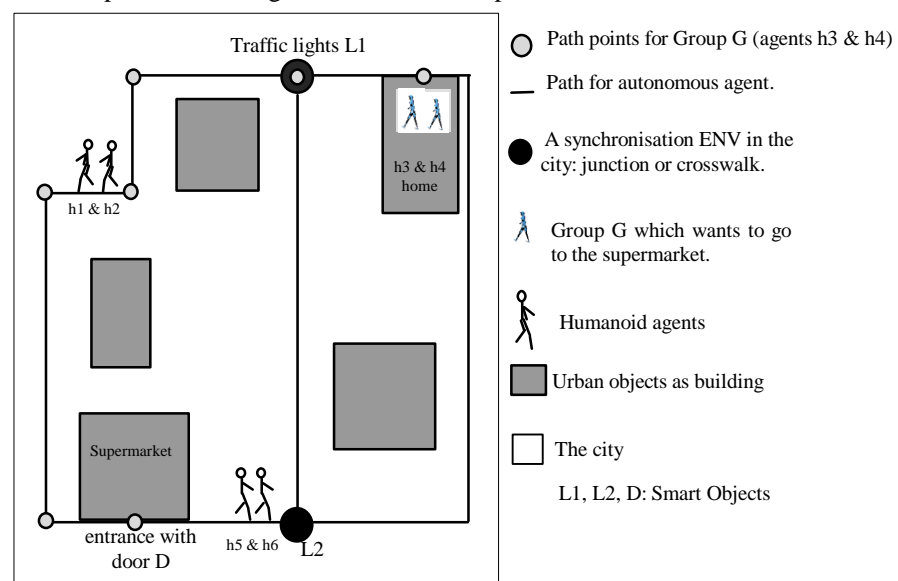 Traffic lights L1
h3 & h4
home
h1 & h2
Supermarket
entrance with
door D
h5 & h6
L2
Path points for Group G (agents h3 & h4)
Path for autonomous agent.
A synchronisation ENV in the
city: junction or crosswalk.
Group G which wants to go
to the supermarket.
Humanoid agents
Urban objects as building
The city
L1, L2, D: Smart Objects